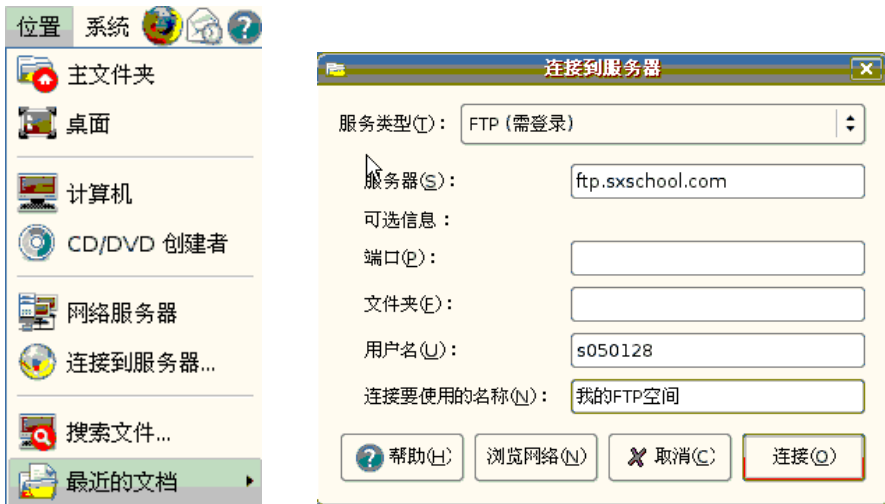 位置 系统
主文件夹
桌面
计算机
CD/DVD 创建者
网络服务器
连接到服务器...
搜索文件...
最近的文档
连接到服务器
服务类型(T)： FTP (需登录)
服务器(S)： ftp.sxschool.com
可选信息：
端口(P)：
文件夹(F)：
用户名(U)： s050128
连接要使用的名称(N)： 我的FTP空间
帮助(H) 浏览网络(N) 取消(C) 连接(O)